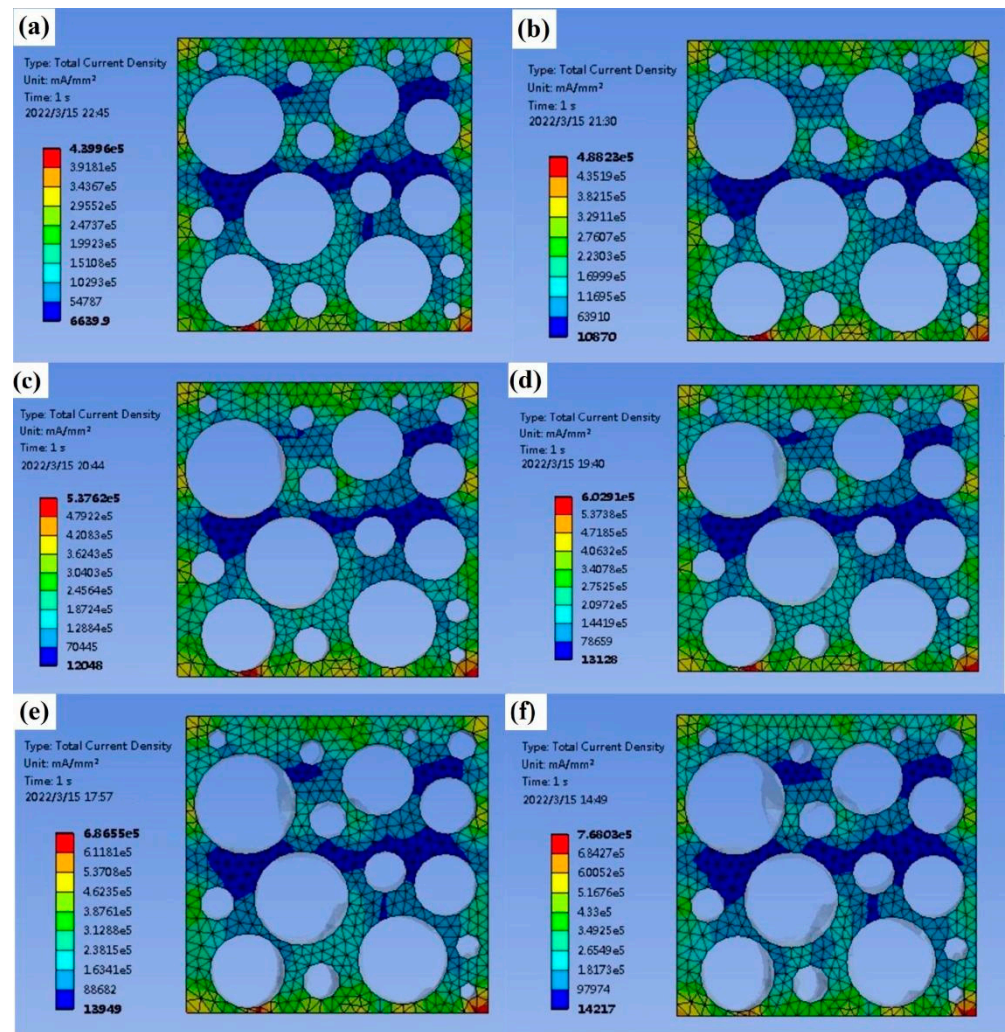 (a)
Type: Total Current Density
Unit: mA/mm²
Time: 1 s
2022/3/15 22:45
4.3996e5
3.9181e5
3.4367e5
2.9552e5
2.4737e5
1.9923e5
1.5108e5
1.0293e5
54787
6639.9
(b)
Type: Total Current Density
Unit: mA/mm²
Time: 1 s
2022/3/15 21:30
4.8823e5
4.3519e5
3.8215e5
3.2911e5
2.7607e5
2.2303e5
1.6999e5
1.1695e5
63910
10870
(c)
Type: Total Current Density
Unit: mA/mm²
Time: 1 s
2022/3/15 20:44
5.3762e5
4.7922e5
4.2083e5
3.6243e5
3.0403e5
2.4564e5
1.8724e5
1.2884e5
70445
12048
(d)
Type: Total Current Density
Unit: mA/mm²
Time: 1 s
2022/3/15 19:40
6.0291e5
5.3738e5
4.7185e5
4.0632e5
3.4078e5
2.7525e5
2.0972e5
1.4419e5
78659
13128
(e)
Type: Total Current Density
Unit: mA/mm²
Time: 1 s
2022/3/15 17:57
6.8655e5
6.1181e5
5.3708e5
4.6235e5
3.8761e5
3.1288e5
2.3815e5
1.6341e5
88682
13949
(f)
Type: Total Current Density
Unit: mA/mm²
Time: 1 s
2022/3/15 14:49
7.6803e5
6.8427e5
6.0052e5
5.1676e5
4.33e5
3.4925e5
2.6549e5
1.8173e5
97974
14217